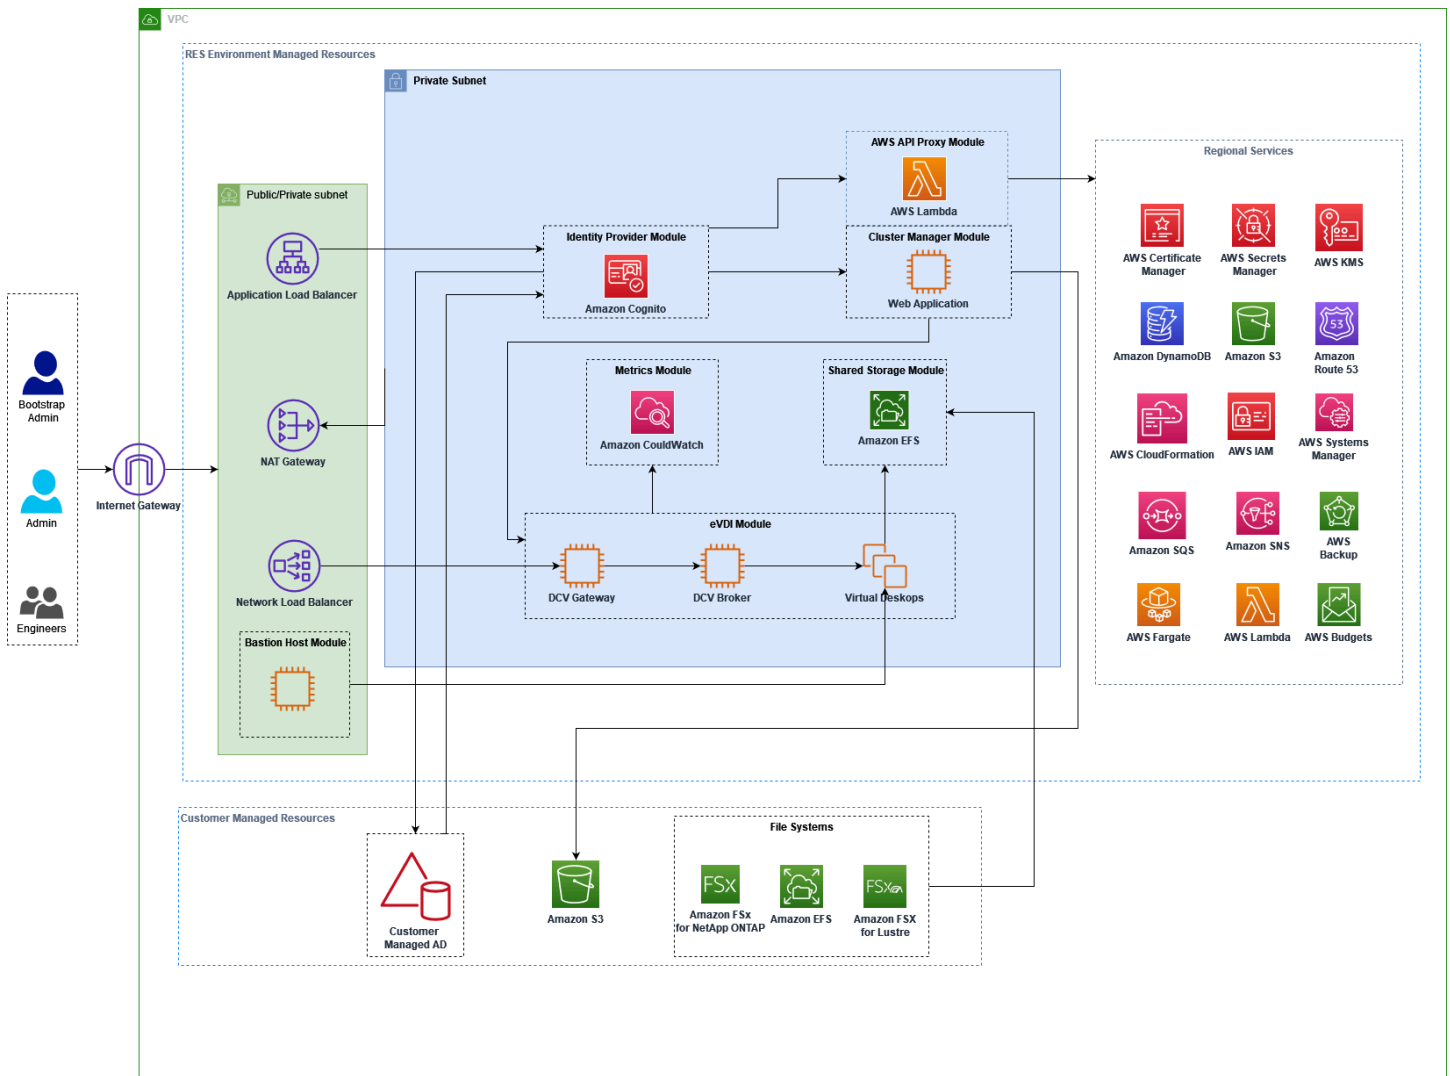 VPC
RES Environment Managed Resources
Private Subnet
AWS API Proxy Module
AWS Lambda
Regional Services
Public/Private subnet
Application Load Balancer
Identity Provider Module
Amazon Cognito
Cluster Manager Module
Web Application
AWS Certificate
Manager
AWS Secrets
Manager
AWS KMS
Amazon DynamoDB
Amazon S3
53
Amazon
Route 53
Bootstrap
Admin
NAT Gateway
Metrics Module
Amazon CouldWatch
Shared Storage Module
Amazon EFS
AWS CloudFormation
AWS IAM
AWS Systems
Manager
Admin
Internet Gateway
eVDI Module
Network Load Balancer
DCV Gateway
DCV Broker
Virtual Deskops
Amazon SQS
Amazon SNS
AWS
Backup
Engineers
Bastion Host Module
AWS Fargate
AWS Lambda
AWS Budgets
Customer Managed Resources
Customer
Managed AD
Amazon S3
File Systems
FSx
Amazon FSx
for NetApp ONTAP
Amazon EFS
FSx
Amazon FSX
for Lustre